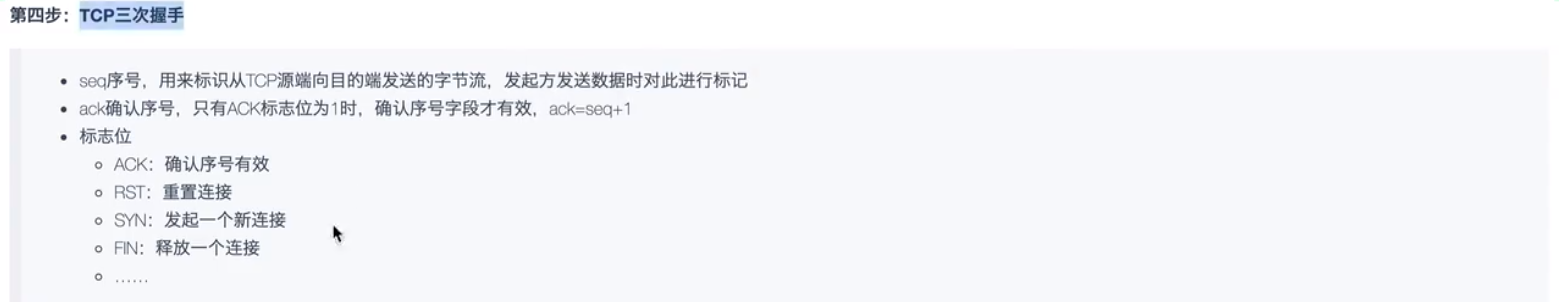 第四步：TCP三次握手
seq序号，用来标识从TCP源端向目的端发送的字节流，发起方发送数据时对此进行标记
ack确认序号，只有ACK标志位为1时，确认序号字段才有效，ack=seq+1
标志位
ACK：确认序号有效
RST：重置连接
SYN：发起一个新连接
FIN：释放一个连接
……